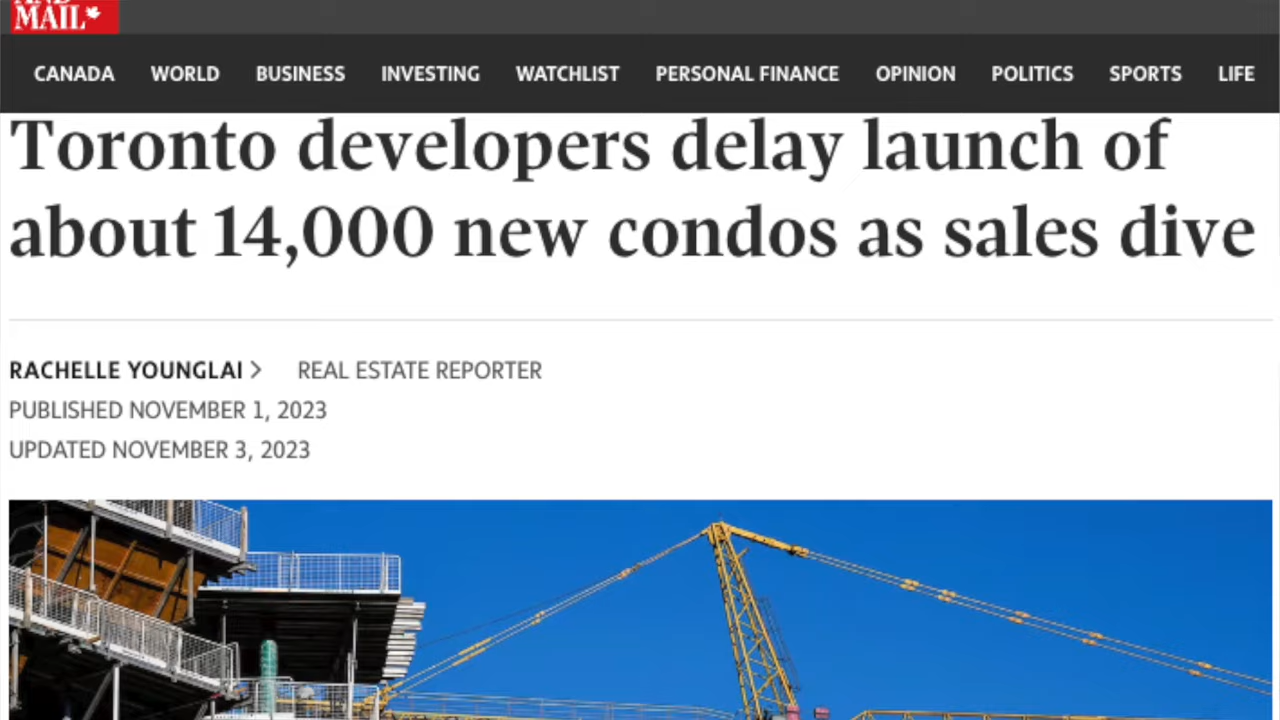 AND
MAIL
CANADA WORLD BUSINESS INVESTING WATCHLIST PERSONAL FINANCE OPINION POLITICS SPORTS LIFE
Toronto developers delay launch of
about 14,000 new condos as sales dive
RACHELLE YOUNGLAI > REAL ESTATE REPORTER
PUBLISHED NOVEMBER 1, 2023
UPDATED NOVEMBER 3, 2023